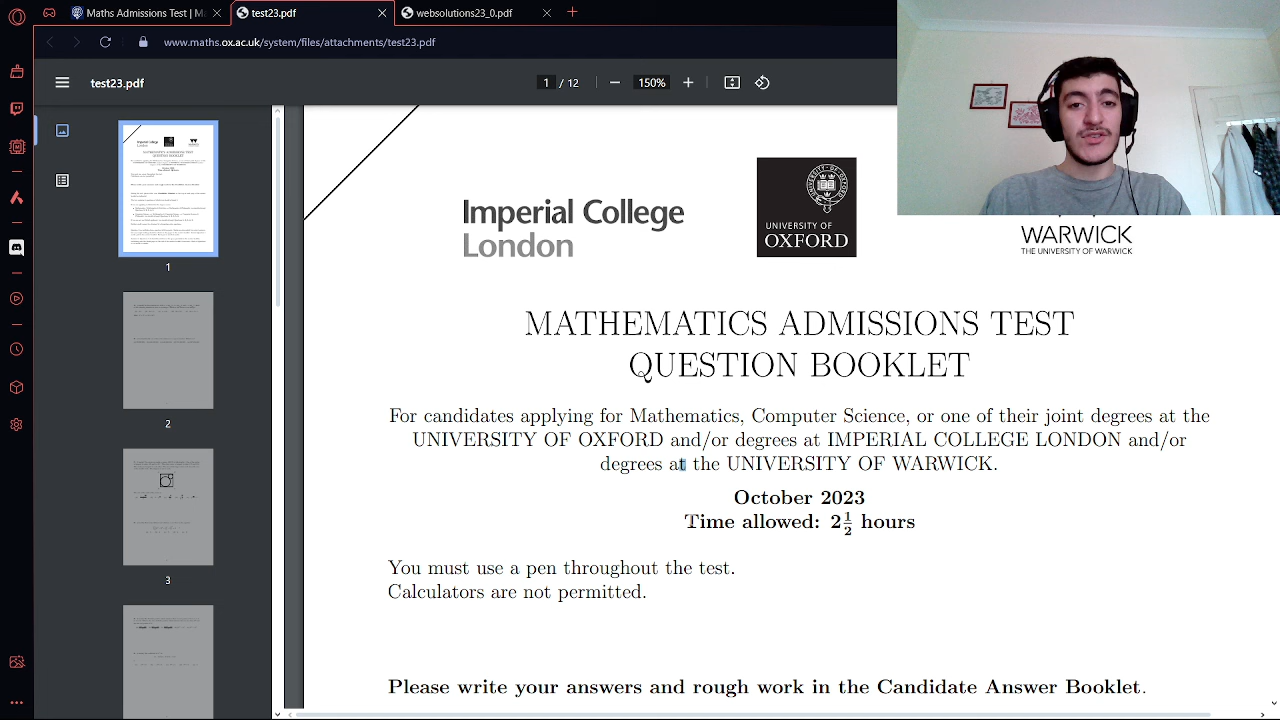 Maths Admissions Test | M
test23.pdf
websolutions23_0.pdf
www.maths.ox.ac.uk/system/files/attachments/test23.pdf
test23.pdf
1 / 12
150%
1
2
3
Imperial College
London
UNIVERSITY OF
OXFORD
WARWICK
THE UNIVERSITY OF WARWICK
MATHEMATICS ADMISSIONS TEST
QUESTION BOOKLET
For candidates applying for Mathematics, Computer Science, or one of their joint degrees at the
UNIVERSITY OF OXFORD and/or degrees at IMPERIAL COLLEGE LONDON and/or
degrees at the UNIVERSITY OF WARWICK.
October 2023
Time allowed: 2½ hours
You must use a pen throughout the test.
Calculators are not permitted.
Please write your answers and rough work in the Candidate Answer Booklet.